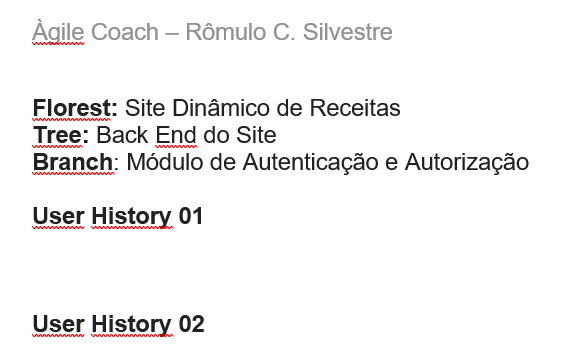 Àgile Coach – Rômulo C. Silvestre
Florest: Site Dinâmico de Receitas
Tree: Back End do Site
Branch: Módulo de Autenticação e Autorização
User History 01
User History 02